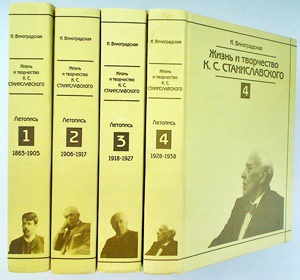 И. Виноградская
Жизнь
и творчество
К. С.
СТАНИСЛАВСКОГО
Летопись
1
1863-1905
И. Виноградская
Жизнь
и творчество
К. С.
СТАНИСЛАВСКОГО
Летопись
2
1906-1917
И. Виноградская
Жизнь
и творчество
К. С.
СТАНИСЛАВСКОГО
Летопись
3
1918-1927
И. Виноградская
Жизнь
и творчество
К. С.
СТАНИСЛАВСКОГО
Летопись
4
1928-1938
И. Виноградская
Жизнь и творчество
К. С. СТАНИСЛАВСКОГО
4